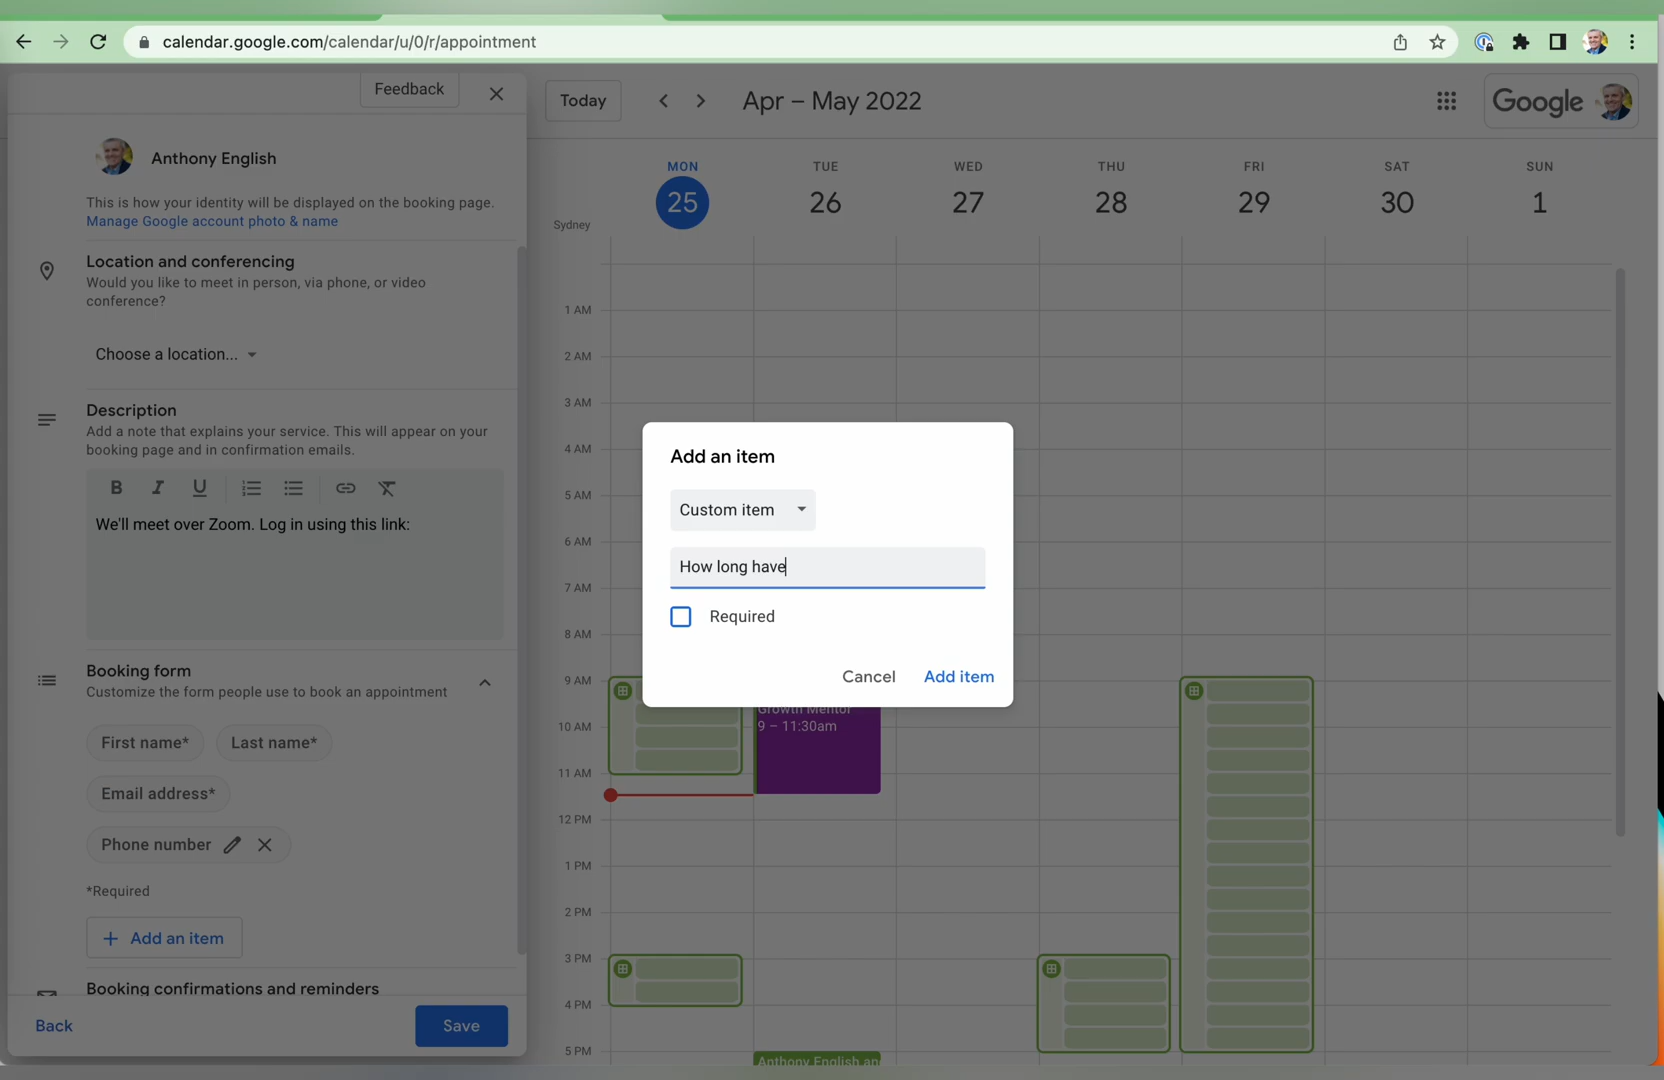 calendar.google.com/calendar/u/0/r/appointment
Feedback
Anthony English
This is how your identity will be displayed on the booking page.
Manage Google account photo & name
Location and conferencing
Would you like to meet in person, via phone, or video
conference?
Choose a location...
Description
Add a note that explains your service. This will appear on your
booking page and in confirmation emails.
B I U
We'll meet over Zoom. Log in using this link:
Booking form
Customize the form people use to book an appointment
First name* Last name*
Email address*
Phone number
*Required
+ Add an item
Booking confirmations and reminders
Back Save
Today Apr – May 2022 Google
MON TUE WED THU FRI SAT SUN
25 26 27 28 29 30 1
Sydney
1 AM
2 AM
3 AM
4 AM
5 AM
6 AM
7 AM
8 AM
9 AM
10 AM
11 AM
12 PM
1 PM
2 PM
3 PM
4 PM
5 PM
Growth Mentor
9 – 11:30am
Anthony English an
Add an item
Custom item
How long have
Required
Cancel Add item